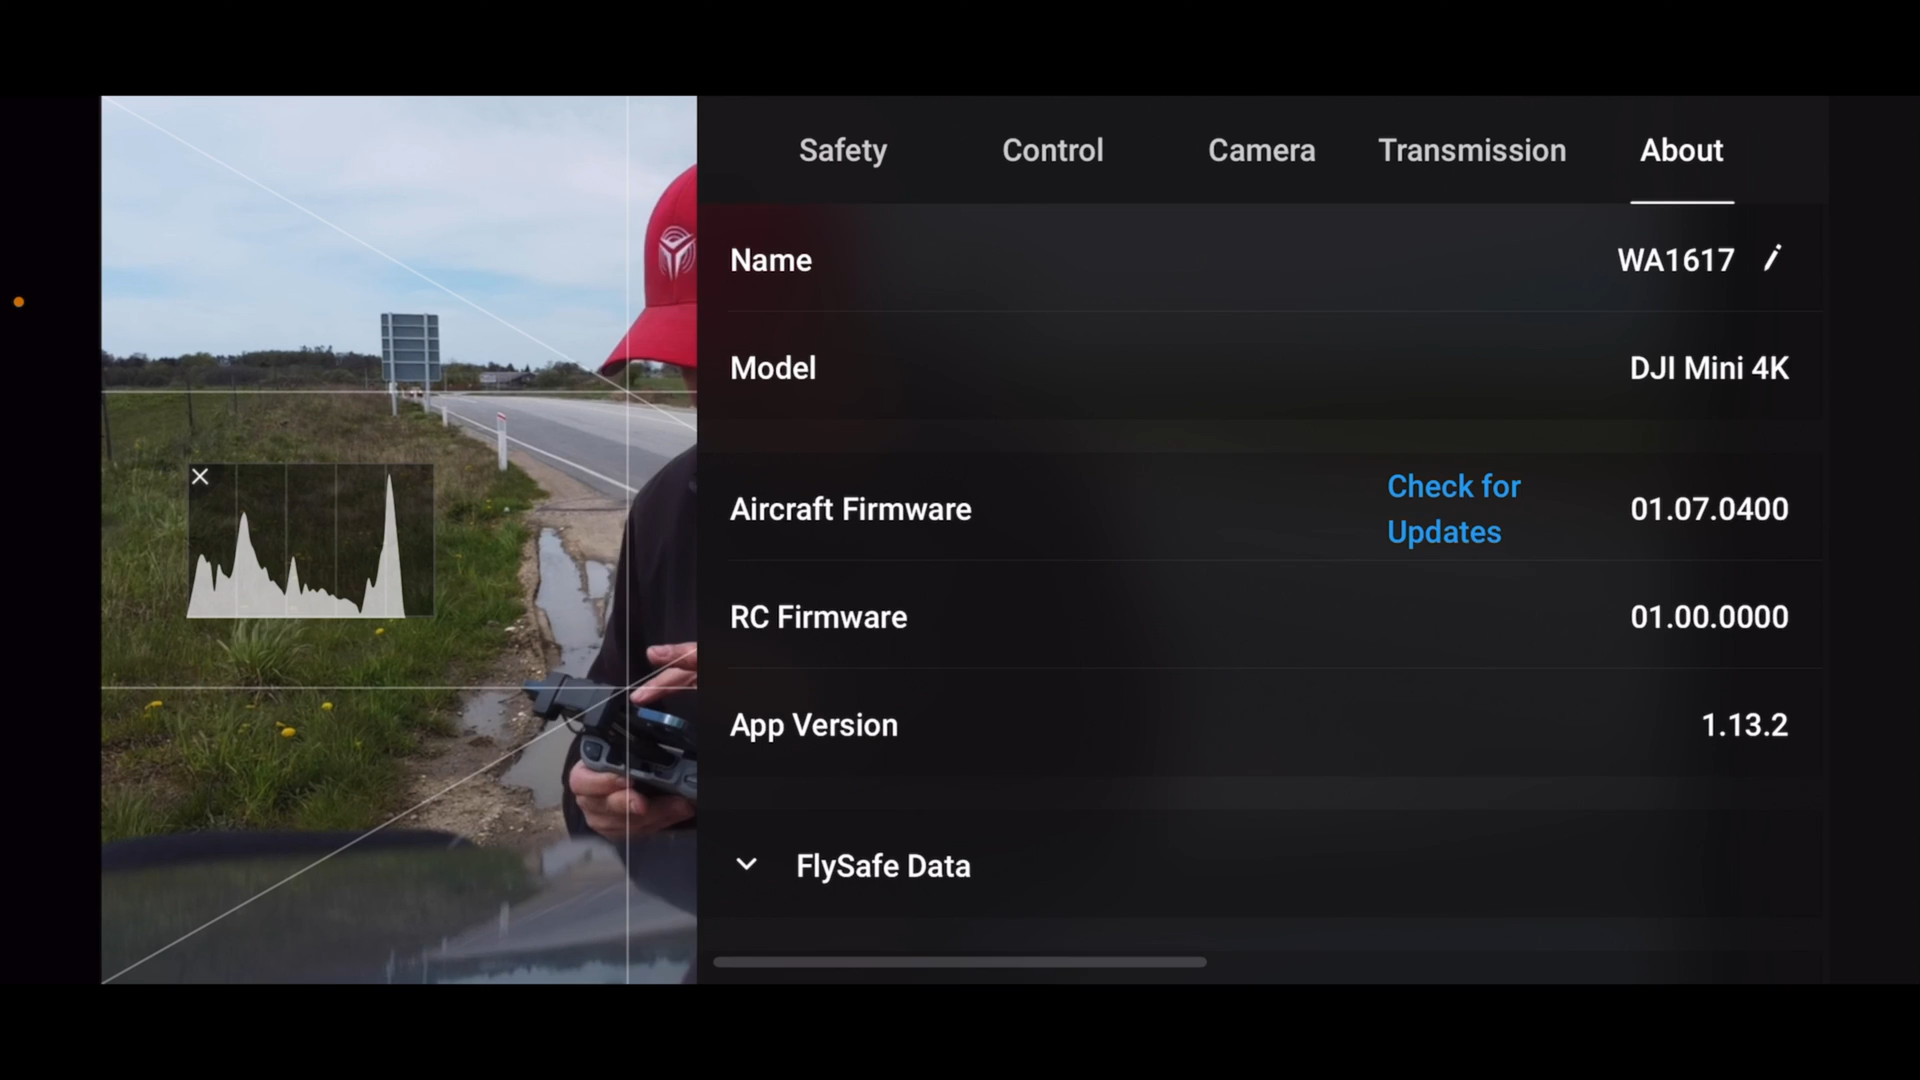 Safety Control Camera Transmission About
Name WA1617
Model DJI Mini 4K
Aircraft Firmware Check for Updates 01.07.0400
RC Firmware 01.00.0000
App Version 1.13.2
FlySafe Data